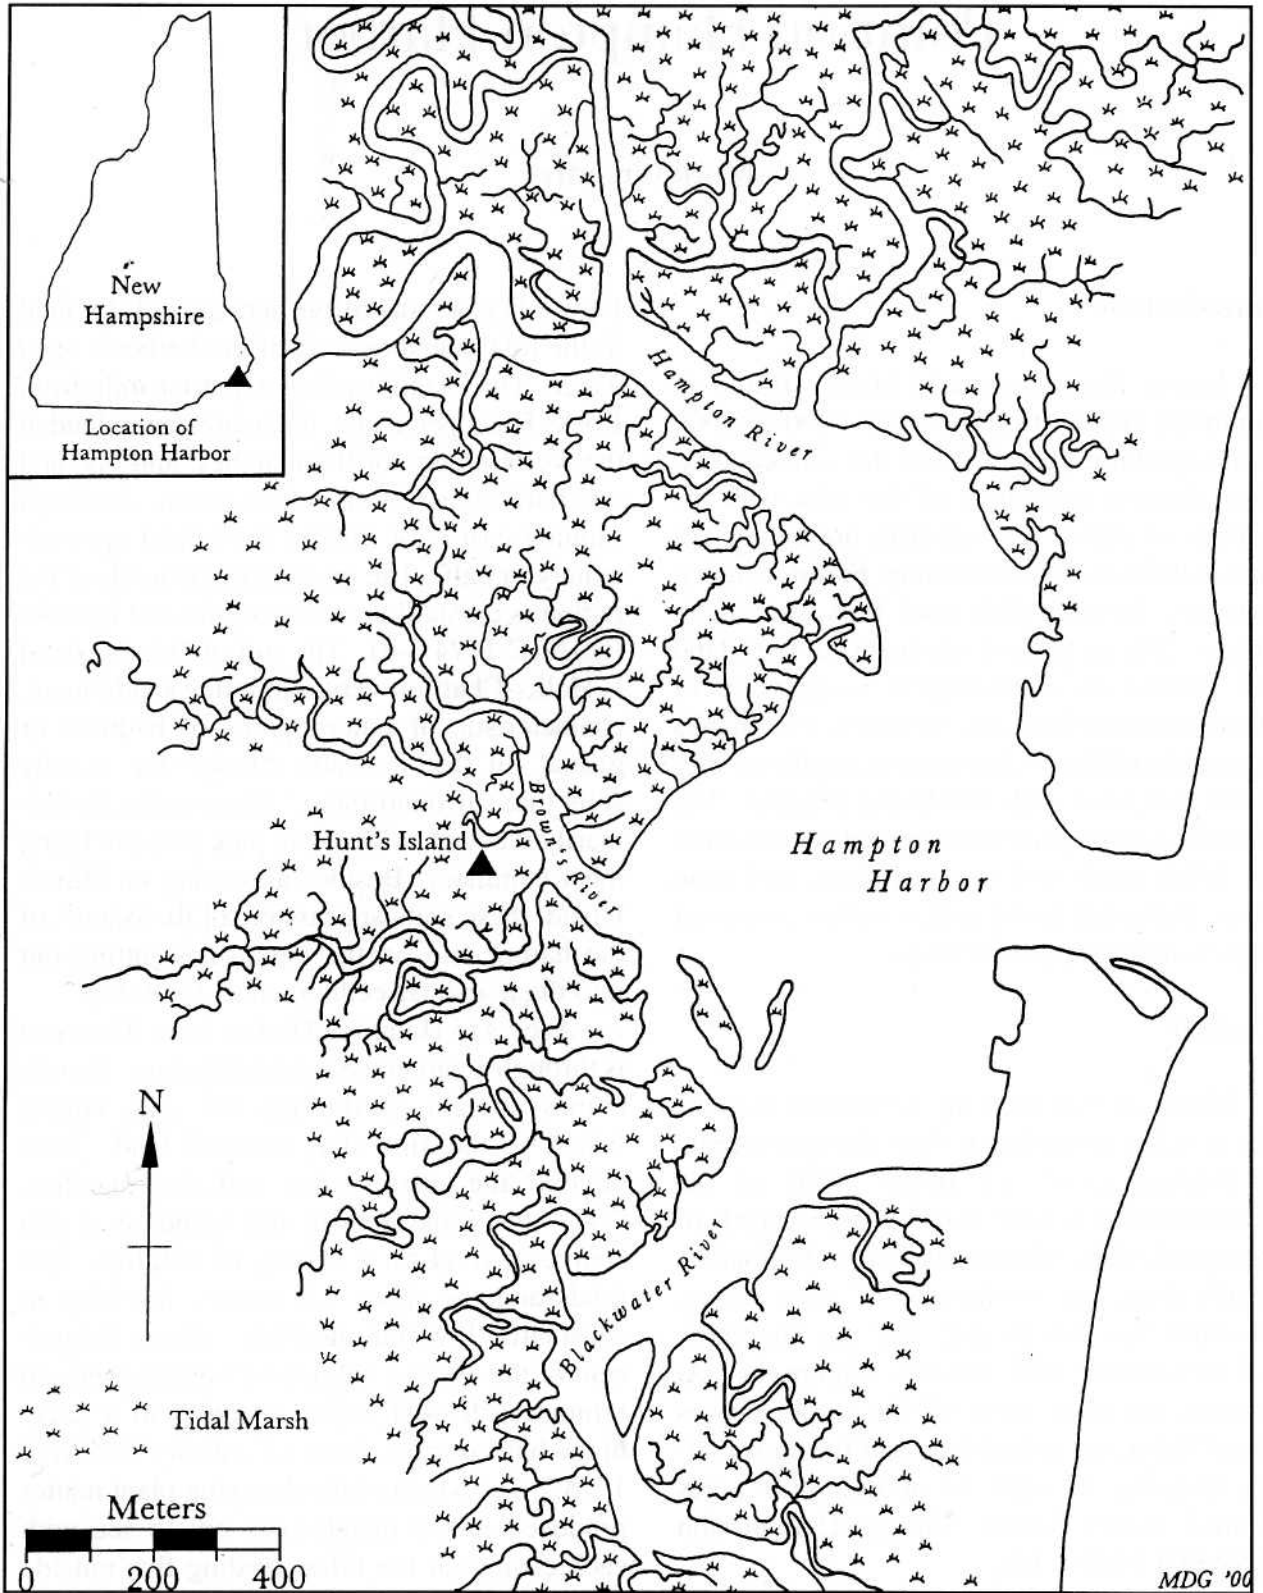 New
Hampshire
Location of
Hampton Harbor
Hampton River
Brown's River
Hunt's Island
Hampton
Harbor
N
Blackwater River
Tidal Marsh
Meters
0 200 400
MDG '00